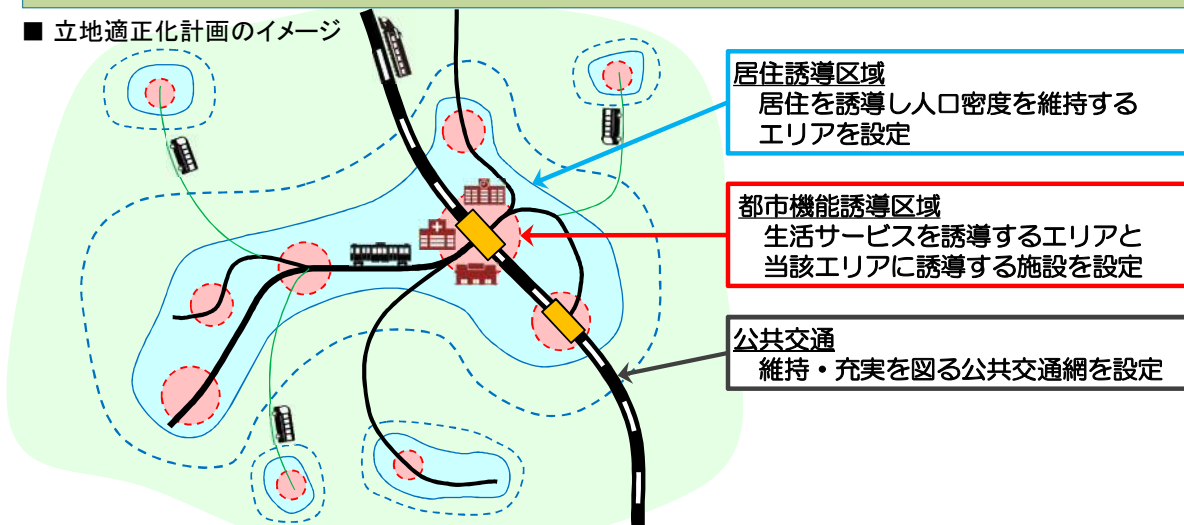 ■ 立地適正化計画のイメージ
居住誘導区域
居住を誘導し人口密度を維持する
エリアを設定
都市機能誘導区域
生活サービスを誘導するエリアと
当該エリアに誘導する施設を設定
公共交通
維持・充実を図る公共交通網を設定